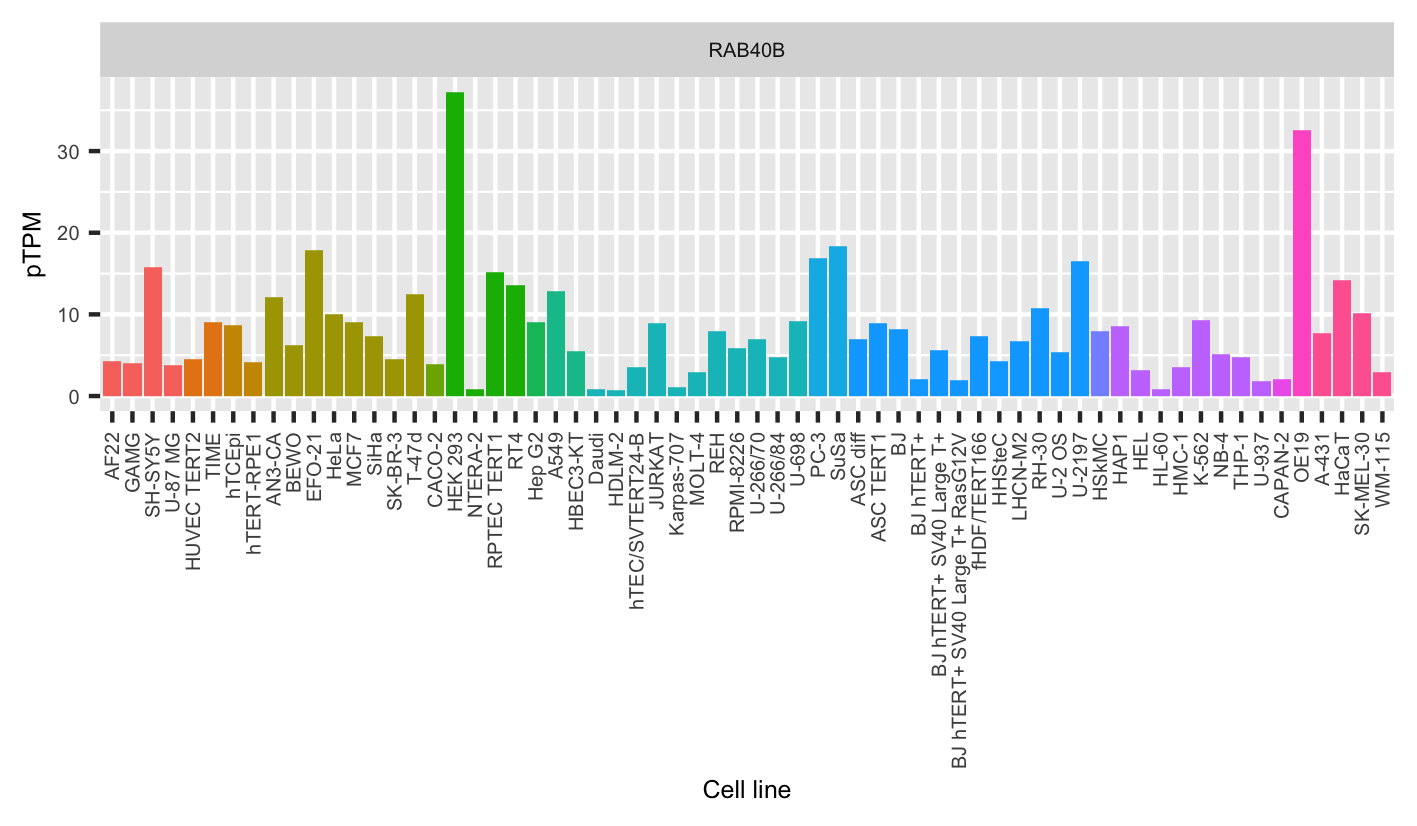 RAB40B
pTPM
30
20
10
0
AF22
GAMG
SH-SY5Y
U-87 MG
HUVEC TERT2
TIME
hTCEpi
hTERT-RPE1
AN3-CA
BEWO
EFO-21
HeLa
MCF7
SiHa
SK-BR-3
T-47d
CACO-2
HEK 293
NTERA-2
RPTEC TERT1
RT4
Hep G2
A549
HBEC3-KT
Daudi
HDLM-2
hTEC/SVTERT24-B
JURKAT
Karpas-707
MOLT-4
REH
RPMI-8226
U-266/70
U-266/84
U-698
PC-3
SuSa
ASC diff
ASC TERT1
BJ
BJ hTERT+
BJ hTERT+ SV40 Large T+
BJ hTERT+ SV40 Large T+ RasG12V
fHDF/TERT166
HHSteC
LHCN-M2
RH-30
U-2 OS
U-2197
HSkMC
HAP1
HEL
HL-60
HMC-1
K-562
NB-4
THP-1
U-937
CAPAN-2
OE19
A-431
HaCaT
SK-MEL-30
WM-115
Cell line